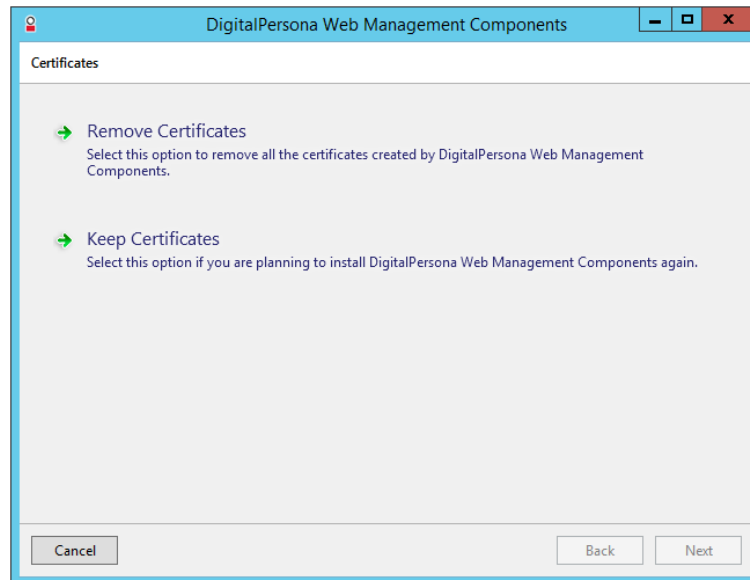 DigitalPersona Web Management Components
Certificates
Remove Certificates
Select this option to remove all the certificates created by DigitalPersona Web Management
Components.
Keep Certificates
Select this option if you are planning to install DigitalPersona Web Management Components again.
Cancel
Back
Next